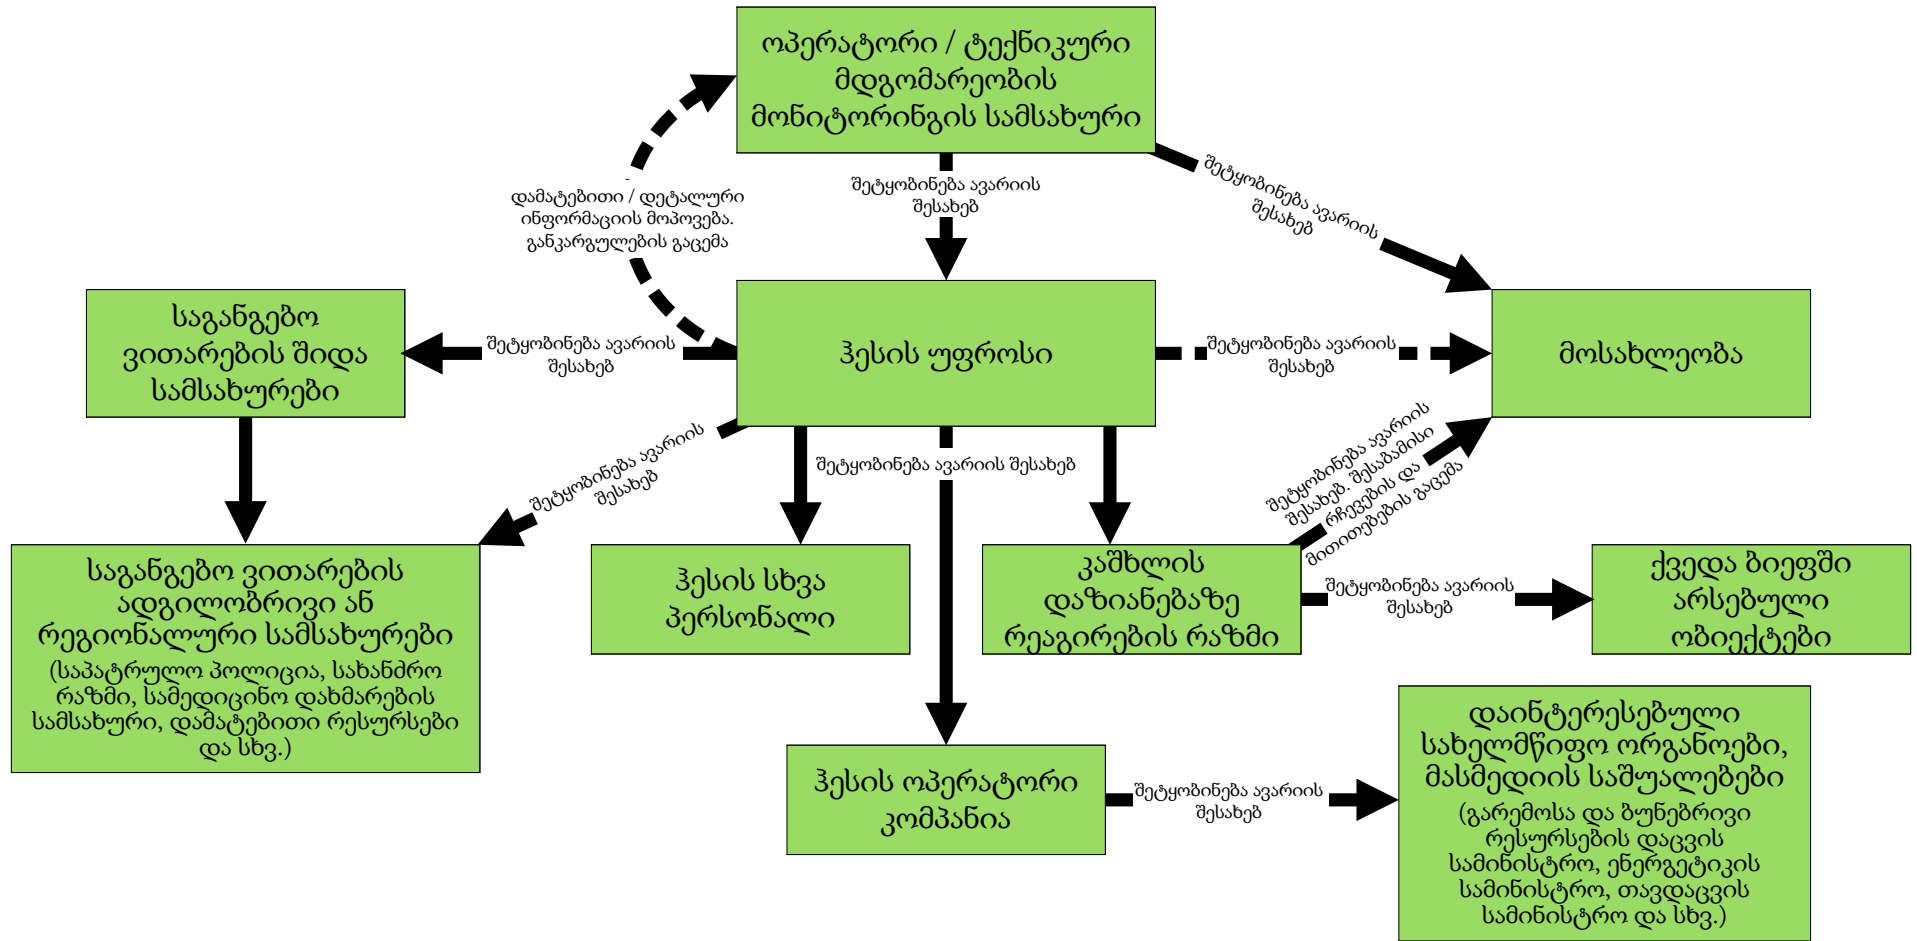 ოპერატორი / ტექნიკური
მდგომარეობის
მონიტორინგის სამსახური
შეტყობინება ავარიის
შესახებ
შეტყობინება ავარიის
შესახებ
დამატებითი / დეტალური
ინფორმაციის მოპოვება.
განკარგულების გაცემა
საგანგებო
ვითარების შიდა
სამსახურები
შეტყობინება ავარიის
შესახებ
ჰესის უფროსი
შეტყობინება ავარიის
შესახებ
მოსახლეობა
შეტყობინება ავარიის
შესახებ
შეტყობინება ავარიის შესახებ
შეტყობინება ავარიის
შესახებ. შესაბამისი
რჩევების და
მითითებების გაცემა
საგანგებო ვითარების
ადგილობრივი ან
რეგიონალური სამსახურები
(საპატრულო პოლიცია, სახანძრო
რაზმი, სამედიცინო დახმარების
სამსახური, დამატებითი რესურსები
და სხვ.)
ჰესის სხვა
პერსონალი
კაშხლის
დაზიანებაზე
რეაგირების რაზმი
შეტყობინება ავარიის
შესახებ
ქვედა ბიეფში
არსებული
ობიექტები
ჰესის ოპერატორი
კომპანია
შეტყობინება ავარიის
შესახებ
დაინტერესებული
სახელმწიფო ორგანოები,
მასმედიის საშუალებები
(გარემოსა და ბუნებრივი
რესურსების დაცვის
სამინისტრო, ენერგეტიკის
სამინისტრო, თავდაცვის
სამინისტრო და სხვ.)